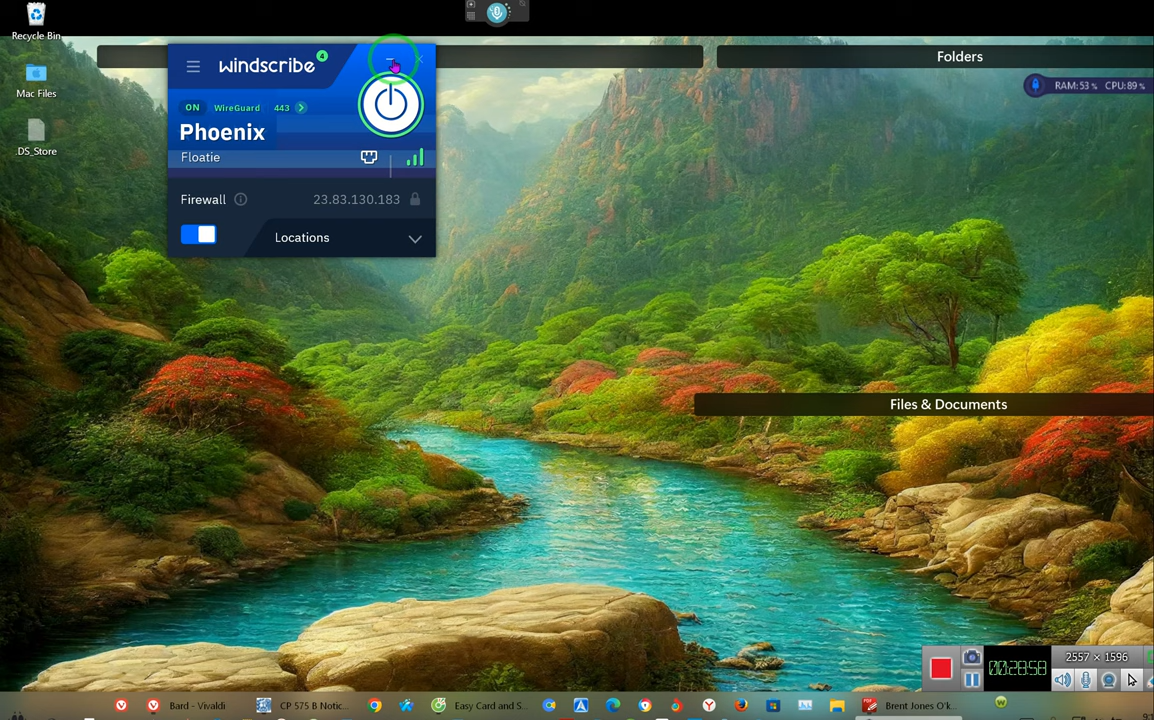 Recycle Bin
Mac Files
.DS_Store
windscribe
4
ON WireGuard 443
Phoenix
Floatie
Firewall 23.83.130.183
Locations
Folders
RAM:53 % CPU:89 %
Files & Documents
2557 × 1596
00:28:58
Bard - Vivaldi
CP 575 B Notic...
Easy Card and S...
Brent Jones O'k...